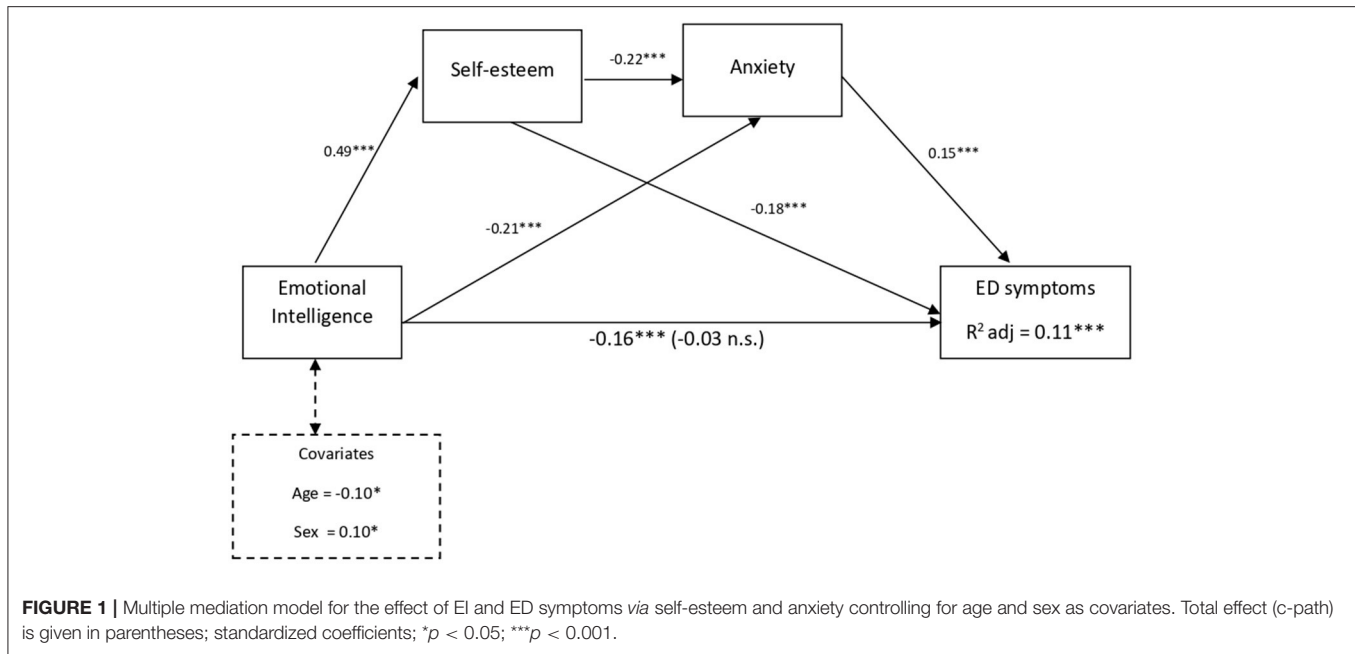 Self-esteem
-0.22***
Anxiety
0.49***
0.15***
-0.21***
-0.18***
Emotional
Intelligence
ED symptoms
R² adj = 0.11***
-0.16*** (-0.03 n.s.)
Covariates
Age = -0.10*
Sex = 0.10*
FIGURE 1 | Multiple mediation model for the effect of EI and ED symptoms via self-esteem and anxiety controlling for age and sex as covariates. Total effect (c-path)
is given in parentheses; standardized coefficients; *p < 0.05; ***p < 0.001.